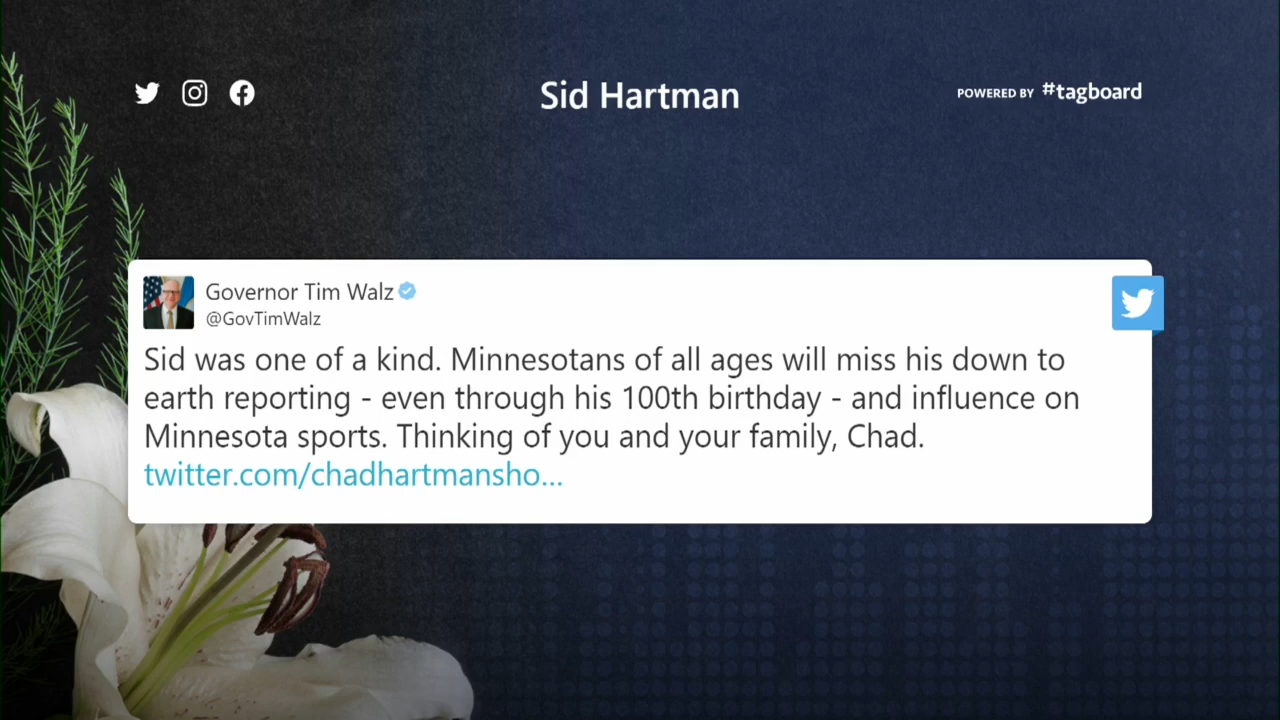 Sid Hartman
POWERED BY #tagboard
Governor Tim Walz
@GovTimWalz
Sid was one of a kind. Minnesotans of all ages will miss his down to
earth reporting - even through his 100th birthday - and influence on
Minnesota sports. Thinking of you and your family, Chad.
twitter.com/chadhartmansho...